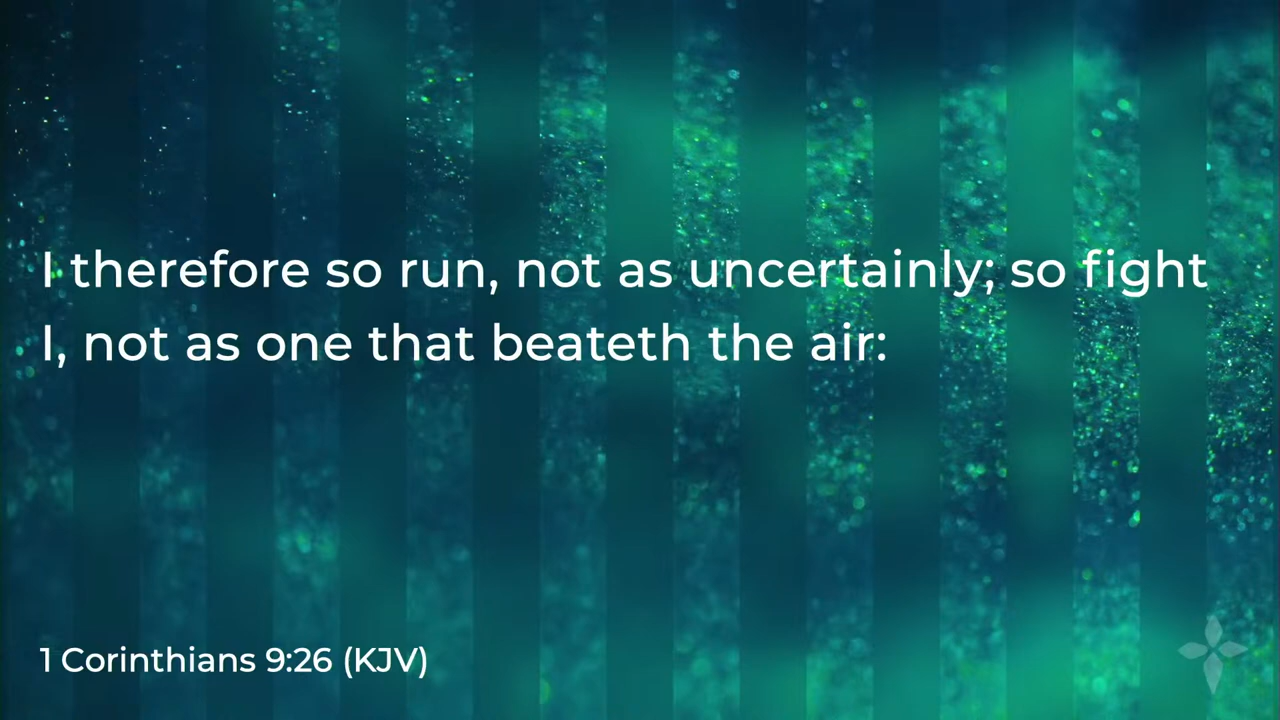 I therefore so run, not as uncertainly; so fight
I, not as one that beateth the air:
1 Corinthians 9:26 (KJV)